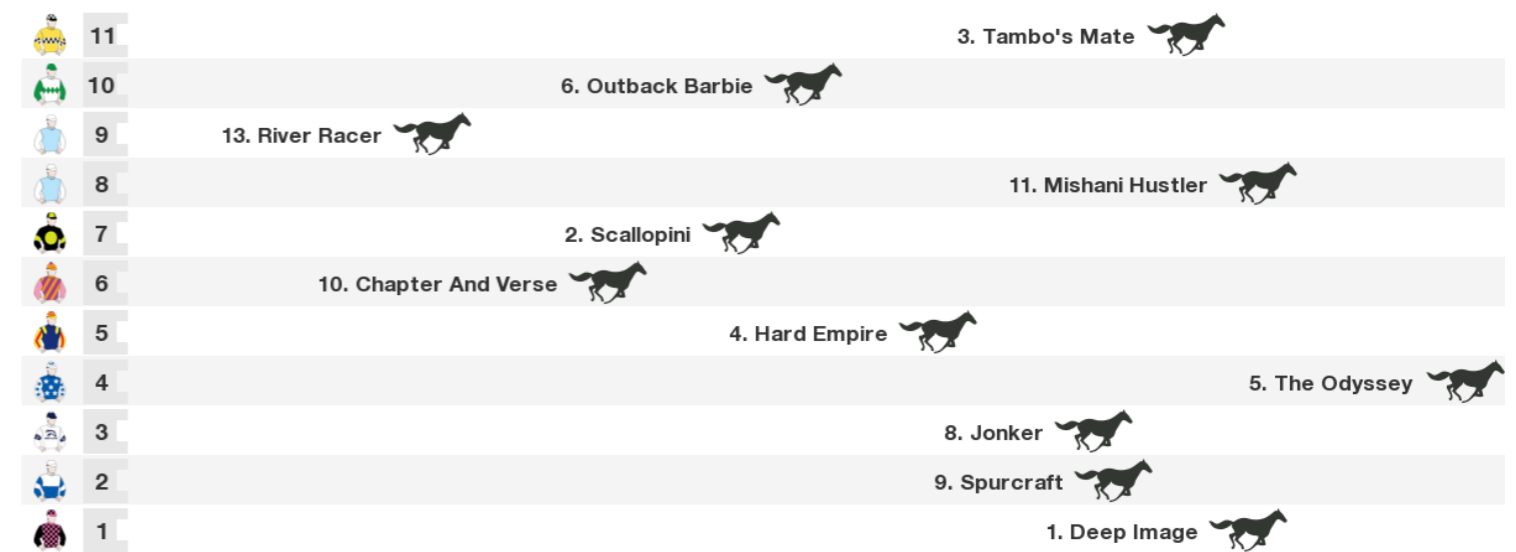 11 3. Tambo's Mate
10 6. Outback Barbie
9 13. River Racer
8 11. Mishani Hustler
7 2. Scallopini
6 10. Chapter And Verse
5 4. Hard Empire
4 5. The Odyssey
3 8. Jonker
2 9. Spurcraft
1 1. Deep Image